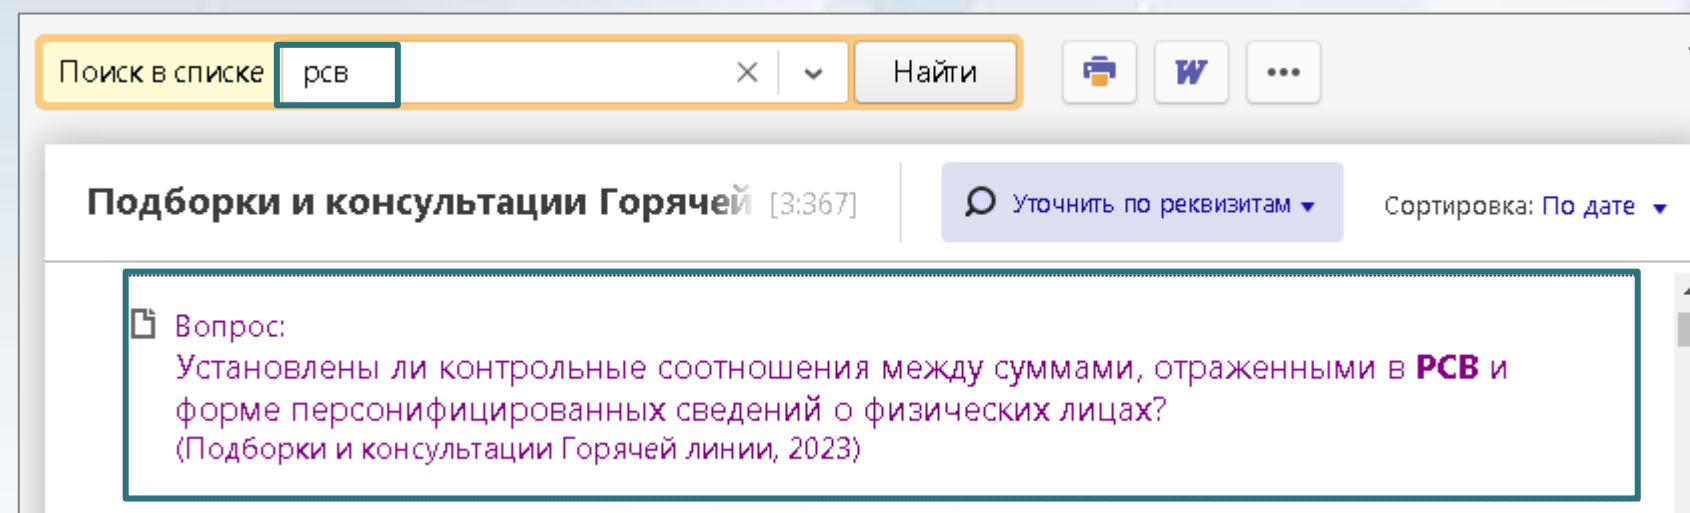 Поиск в списке рсв Найти W
Подборки и консультации Горячей [3:367] Уточнить по реквизитам Сортировка: По дате
Вопрос:
Установлены ли контрольные соотношения между суммами, отраженными в РСВ и
форме персонифицированных сведений о физических лицах?
(Подборки и консультации Горячей линии, 2023)